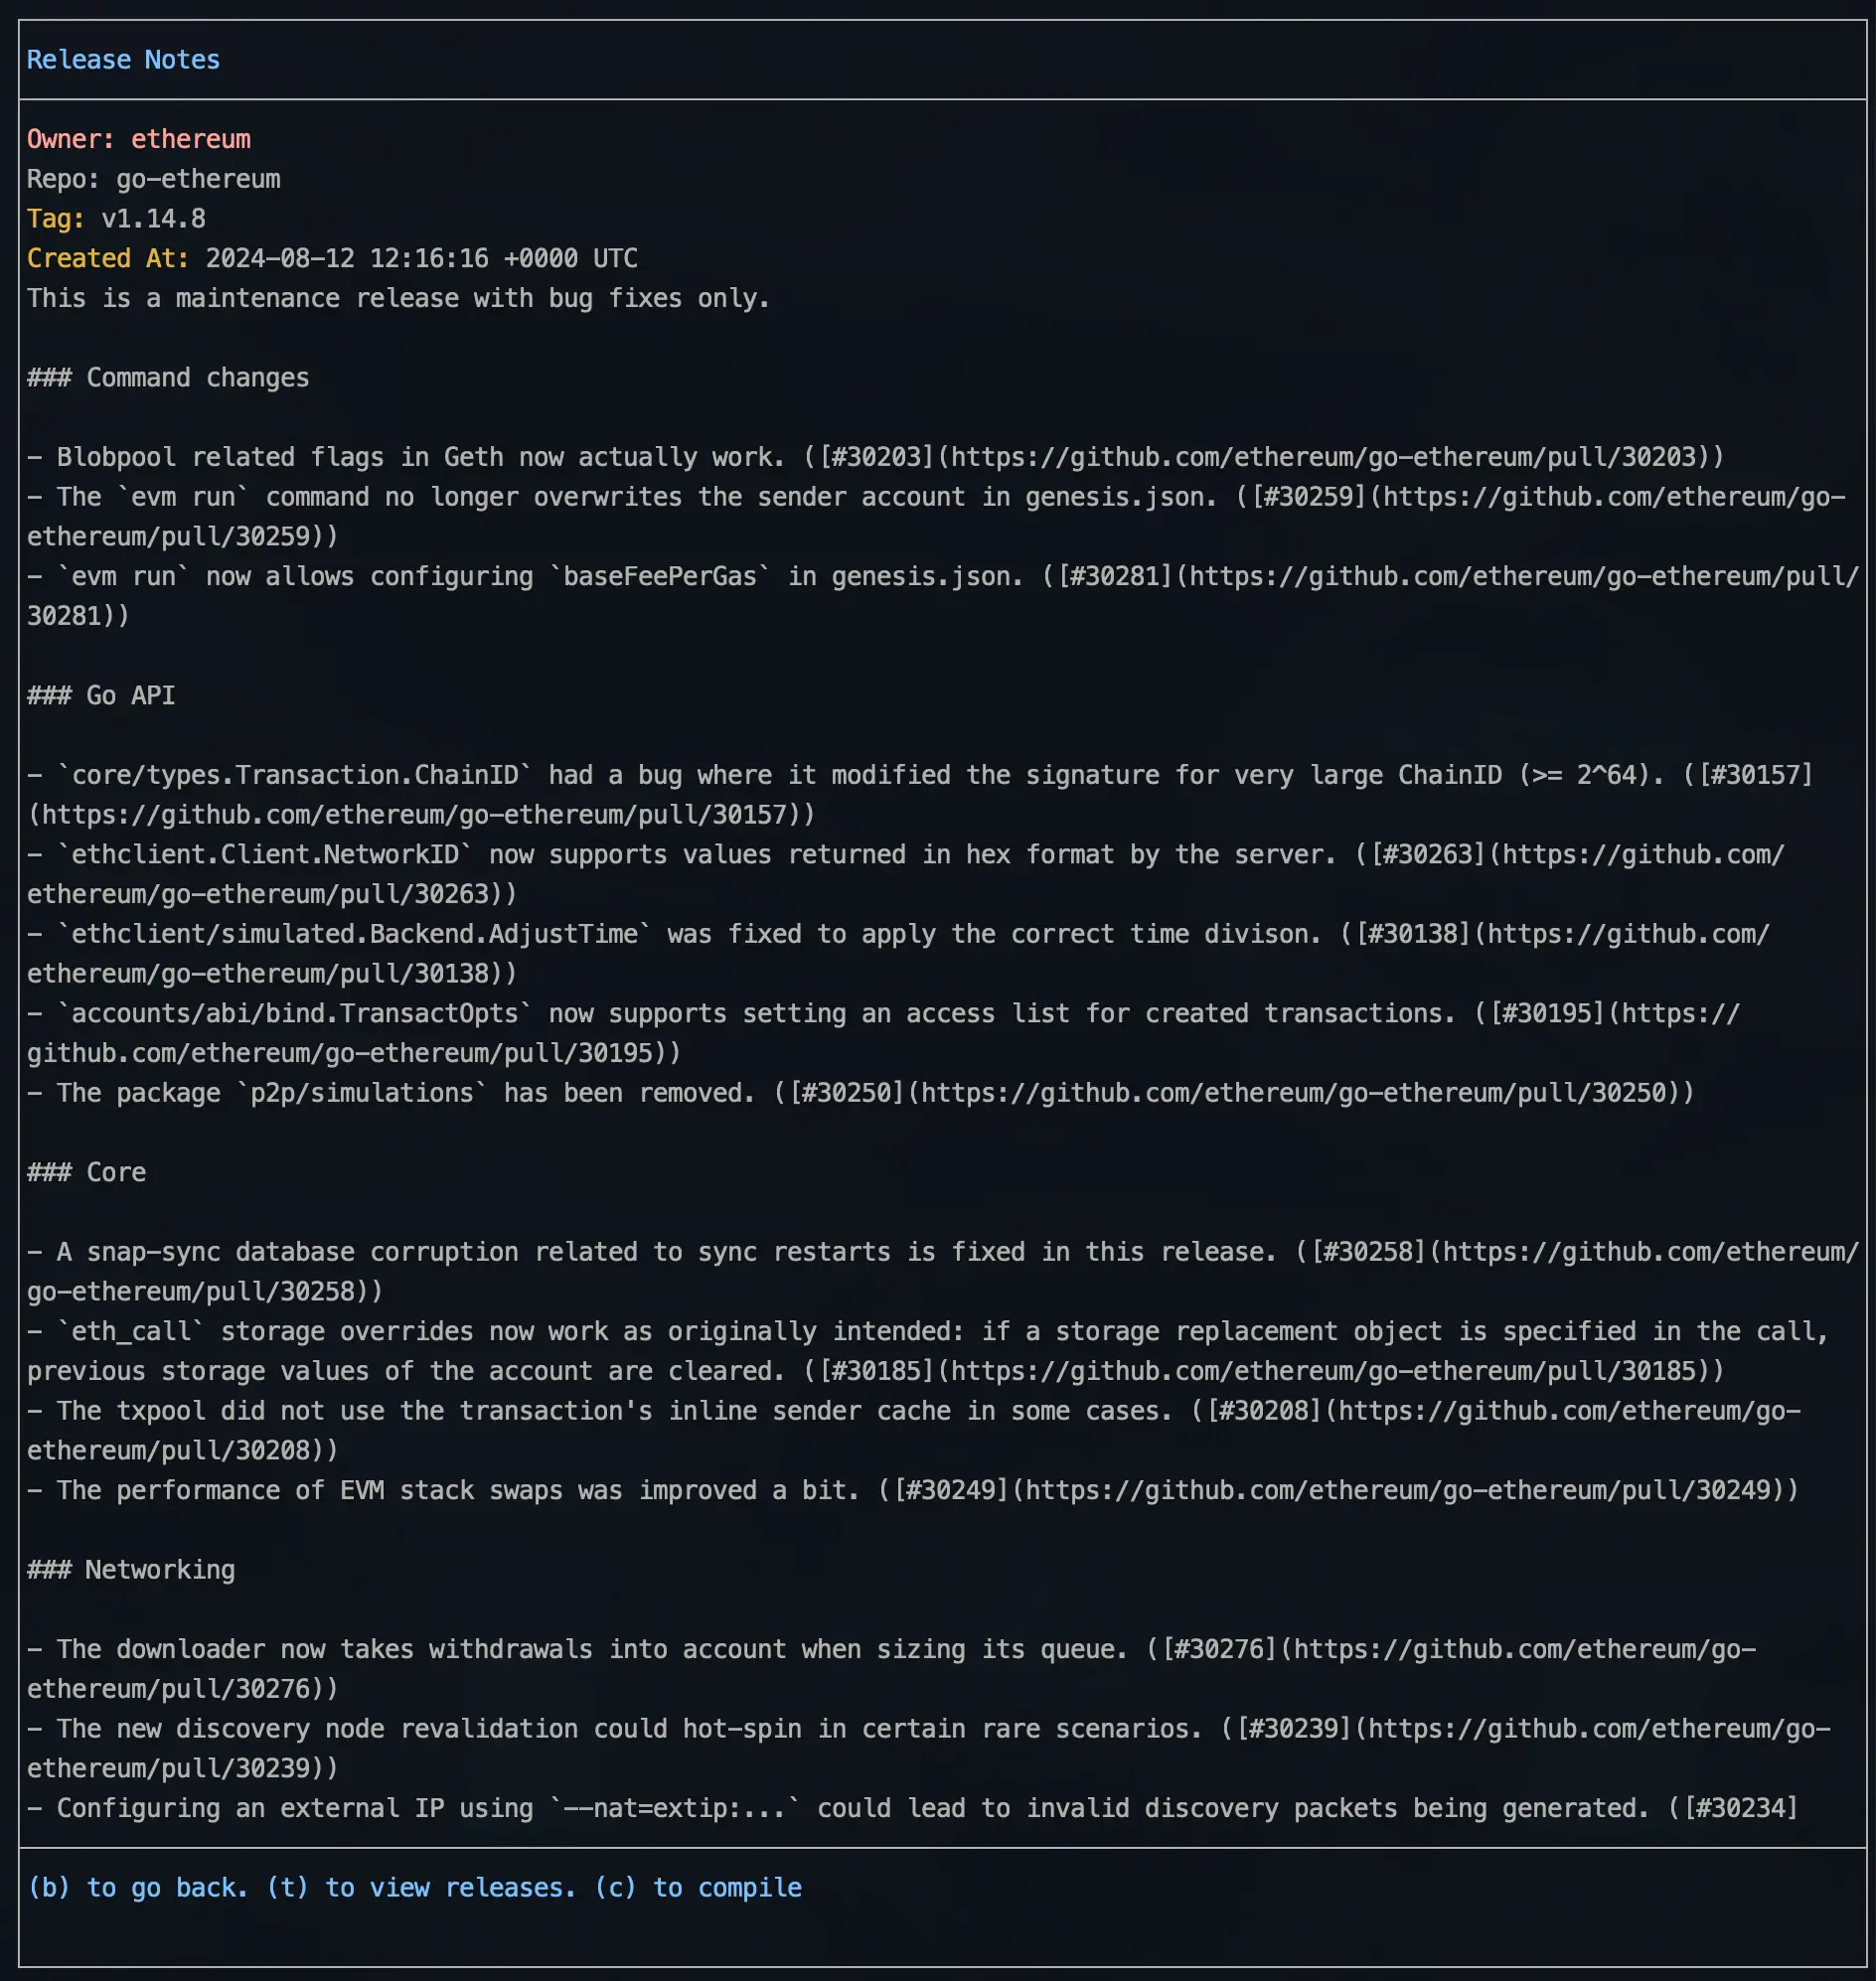 Release Notes
Owner: ethereum
Repo: go-ethereum
Tag: v1.14.8
Created At: 2024-08-12 12:16:16 +0000 UTC
This is a maintenance release with bug fixes only.
### Command changes
- Blobpool related flags in Geth now actually work. ([#30203](https://github.com/ethereum/go-ethereum/pull/30203))
- The `evm run` command no longer overwrites the sender account in genesis.json. ([#30259](https://github.com/ethereum/go-
ethereum/pull/30259))
- `evm run` now allows configuring `baseFeePerGas` in genesis.json. ([#30281](https://github.com/ethereum/go-ethereum/pull/
30281))
### Go API
- `core/types.Transaction.ChainID` had a bug where it modified the signature for very large ChainID (>= 2^64). ([#30157]
(https://github.com/ethereum/go-ethereum/pull/30157))
- `ethclient.Client.NetworkID` now supports values returned in hex format by the server. ([#30263](https://github.com/
ethereum/go-ethereum/pull/30263))
- `ethclient/simulated.Backend.AdjustTime` was fixed to apply the correct time divison. ([#30138](https://github.com/
ethereum/go-ethereum/pull/30138))
- `accounts/abi/bind.TransactOpts` now supports setting an access list for created transactions. ([#30195](https://
github.com/ethereum/go-ethereum/pull/30195))
- The package `p2p/simulations` has been removed. ([#30250](https://github.com/ethereum/go-ethereum/pull/30250))
### Core
- A snap-sync database corruption related to sync restarts is fixed in this release. ([#30258](https://github.com/ethereum/
go-ethereum/pull/30258))
- `eth_call` storage overrides now work as originally intended: if a storage replacement object is specified in the call,
previous storage values of the account are cleared. ([#30185](https://github.com/ethereum/go-ethereum/pull/30185))
- The txpool did not use the transaction's inline sender cache in some cases. ([#30208](https://github.com/ethereum/go-
ethereum/pull/30208))
- The performance of EVM stack swaps was improved a bit. ([#30249](https://github.com/ethereum/go-ethereum/pull/30249))
### Networking
- The downloader now takes withdrawals into account when sizing its queue. ([#30276](https://github.com/ethereum/go-
ethereum/pull/30276))
- The new discovery node revalidation could hot-spin in certain rare scenarios. ([#30239](https://github.com/ethereum/go-
ethereum/pull/30239))
- Configuring an external IP using `--nat=extip:...` could lead to invalid discovery packets being generated. ([#30234]
(b) to go back. (t) to view releases. (c) to compile